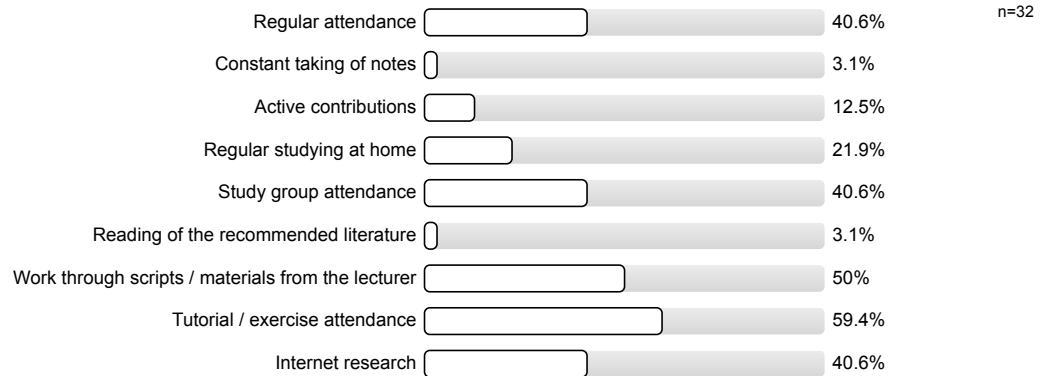 Regular attendance 40.6% n=32
Constant taking of notes 3.1%
Active contributions 12.5%
Regular studying at home 21.9%
Study group attendance 40.6%
Reading of the recommended literature 3.1%
Work through scripts / materials from the lecturer 50%
Tutorial / exercise attendance 59.4%
Internet research 40.6%